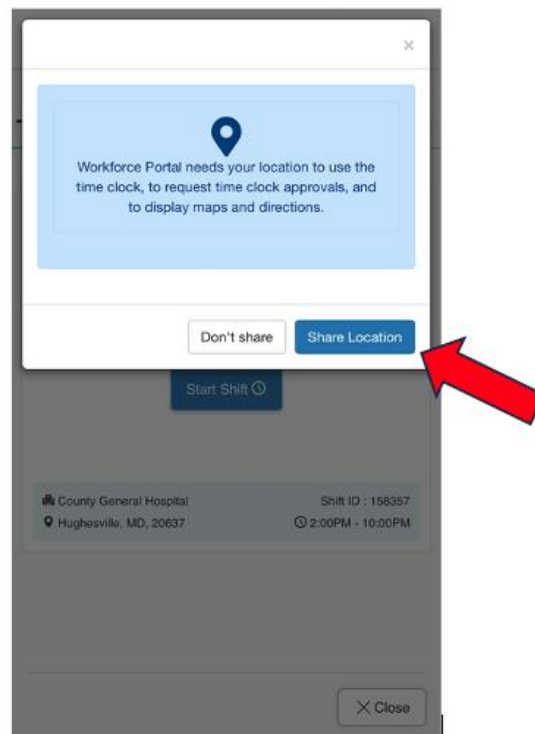 ×
Workforce Portal needs your location to use the
time clock, to request time clock approvals, and
to display maps and directions.
Don't share Share Location
Start Shift
County General Hospital Shift ID : 158357
Hughesville, MD, 20637 2:00PM - 10:00PM
× Close